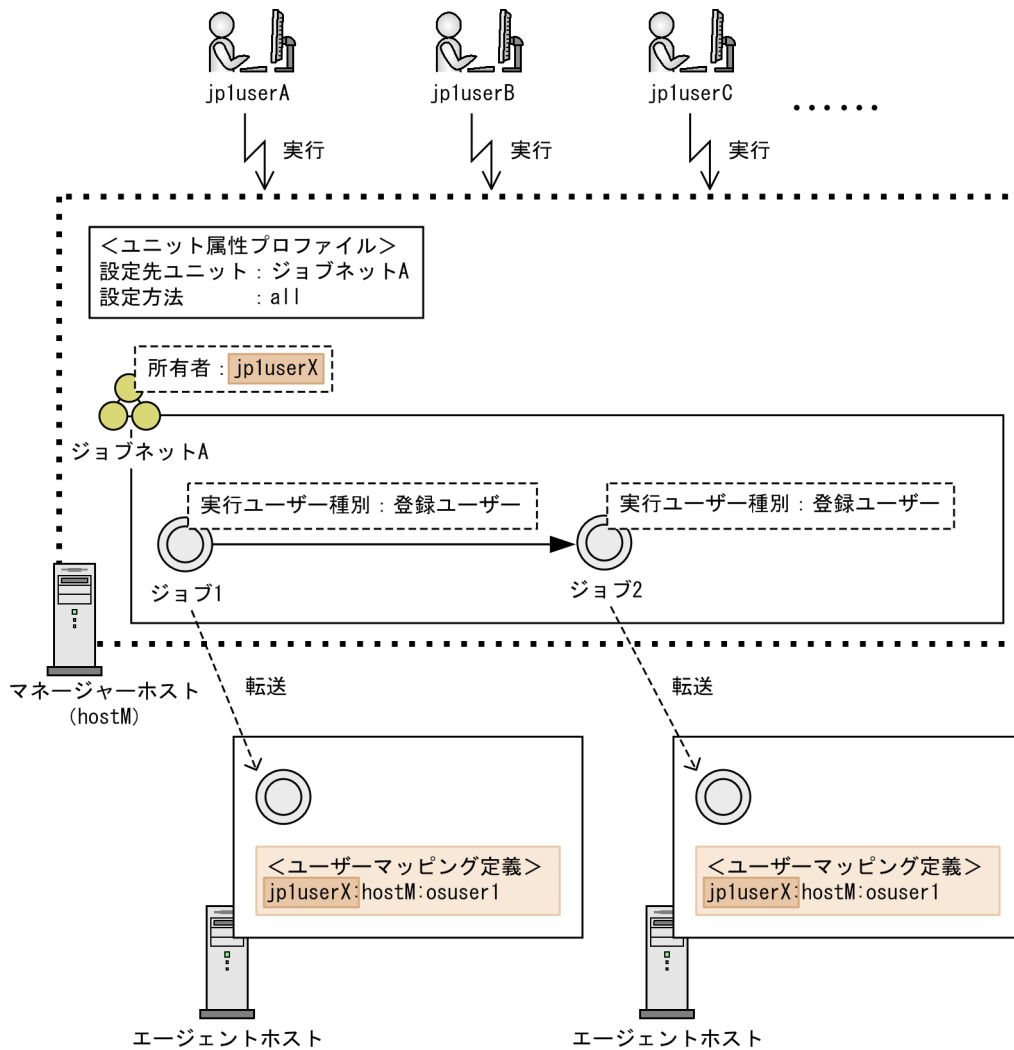 jp1userA
jp1userB
jp1userC
‥‥‥
実行
実行
実行
<ユニット属性プロファイル>
設定先ユニット：ジョブネットA
設定方法　　　：all
所有者：jp1userX
ジョブネットA
実行ユーザー種別：登録ユーザー
実行ユーザー種別：登録ユーザー
ジョブ1
ジョブ2
マネージャーホスト
(hostM)
転送
転送
<ユーザーマッピング定義>
jp1userX:hostM:osuser1
<ユーザーマッピング定義>
jp1userX:hostM:osuser1
エージェントホスト
エージェントホスト